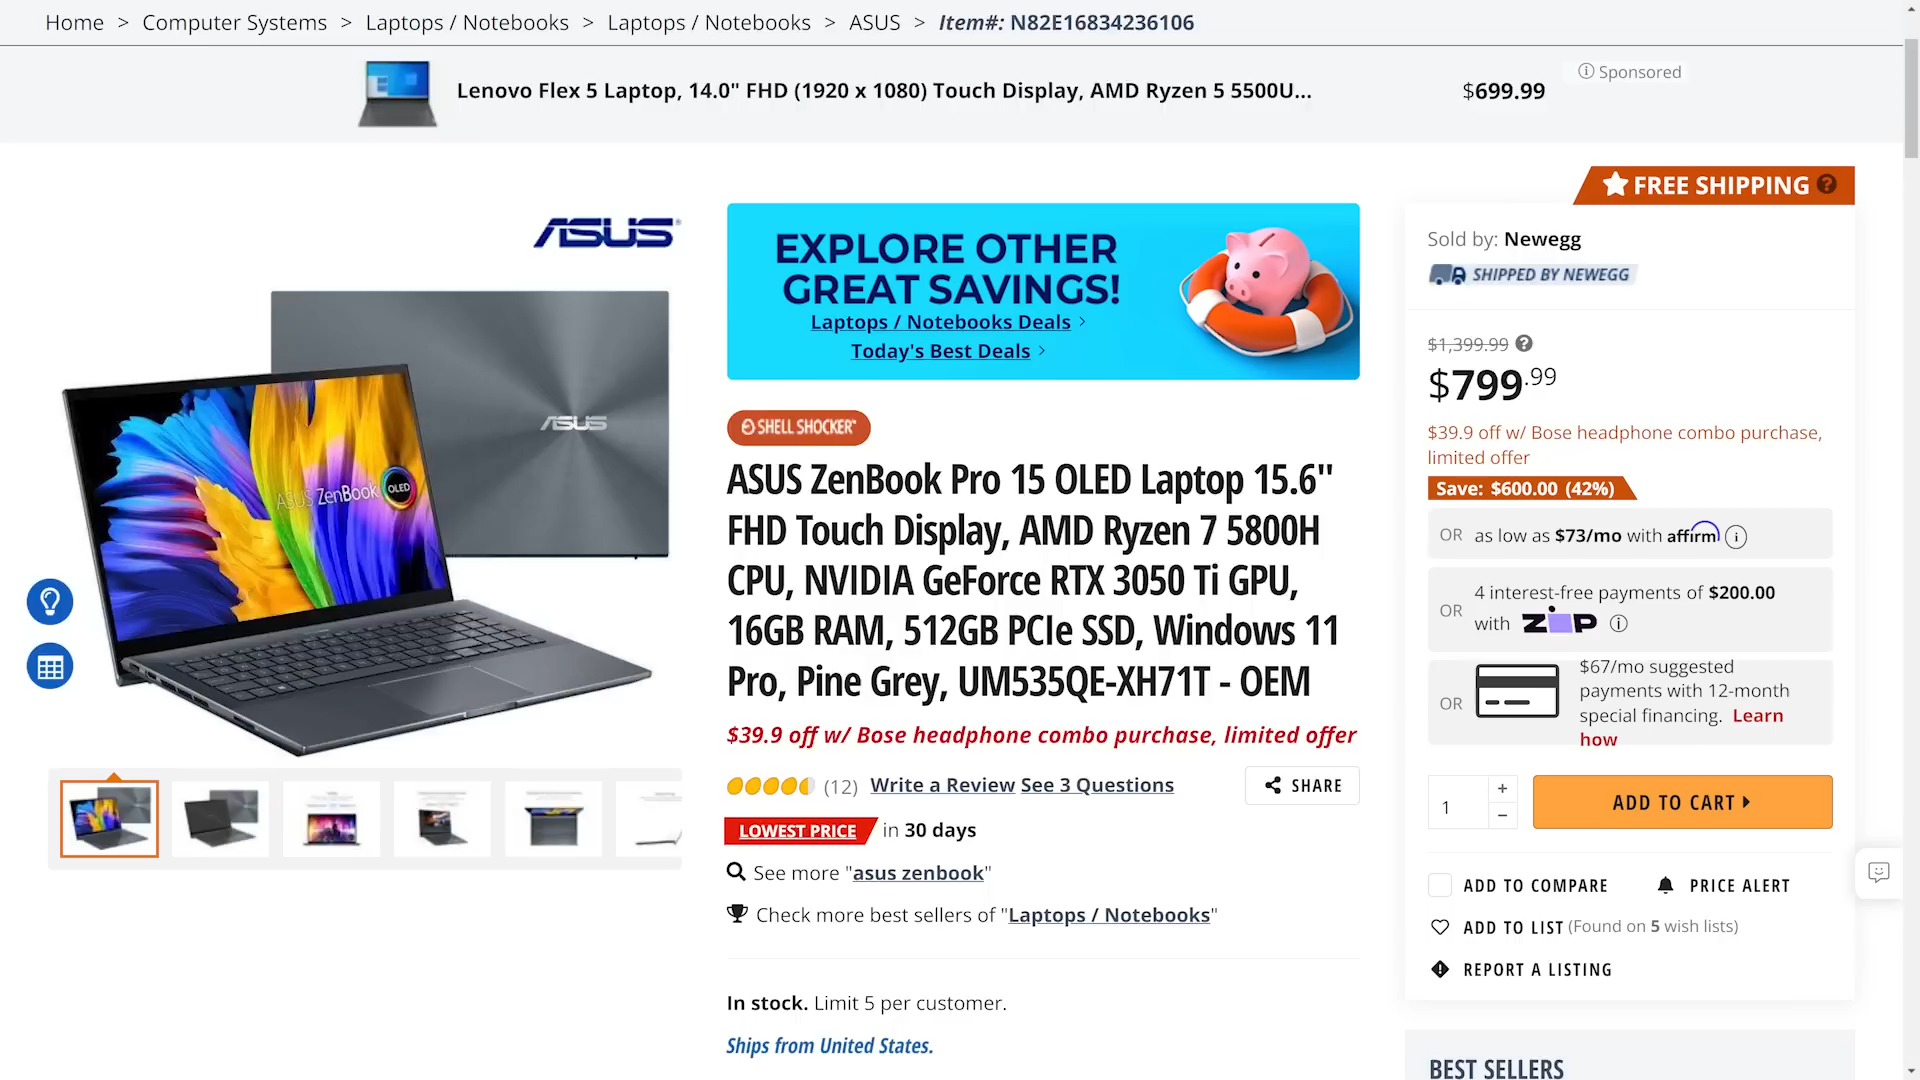 Home > Computer Systems > Laptops / Notebooks > Laptops / Notebooks > ASUS > Item#: N82E16834236106
Lenovo Flex 5 Laptop, 14.0" FHD (1920 x 1080) Touch Display, AMD Ryzen 5 5500U...
$699.99
Sponsored
ASUS
ASUS
ASUS ZenBook
OLED
EXPLORE OTHER
GREAT SAVINGS!
Laptops / Notebooks Deals >
Today's Best Deals >
SHELL SHOCKER
ASUS ZenBook Pro 15 OLED Laptop 15.6"
FHD Touch Display, AMD Ryzen 7 5800H
CPU, NVIDIA GeForce RTX 3050 Ti GPU,
16GB RAM, 512GB PCIe SSD, Windows 11
Pro, Pine Grey, UM535QE-XH71T - OEM
$39.9 off w/ Bose headphone combo purchase, limited offer
(12) Write a Review See 3 Questions
SHARE
LOWEST PRICE in 30 days
See more "asus zenbook"
Check more best sellers of "Laptops / Notebooks"
In stock. Limit 5 per customer.
Ships from United States.
FREE SHIPPING ?
Sold by: Newegg
SHIPPED BY NEWEGG
$1,399.99 ?
$799.99
$39.9 off w/ Bose headphone combo purchase,
limited offer
Save: $600.00 (42%)
OR as low as $73/mo with affirm
4 interest-free payments of $200.00
OR
with ZIP
$67/mo suggested
payments with 12-month
OR
special financing. Learn
how
1
+
−
ADD TO CART
ADD TO COMPARE
PRICE ALERT
ADD TO LIST (Found on 5 wish lists)
REPORT A LISTING
BEST SELLERS